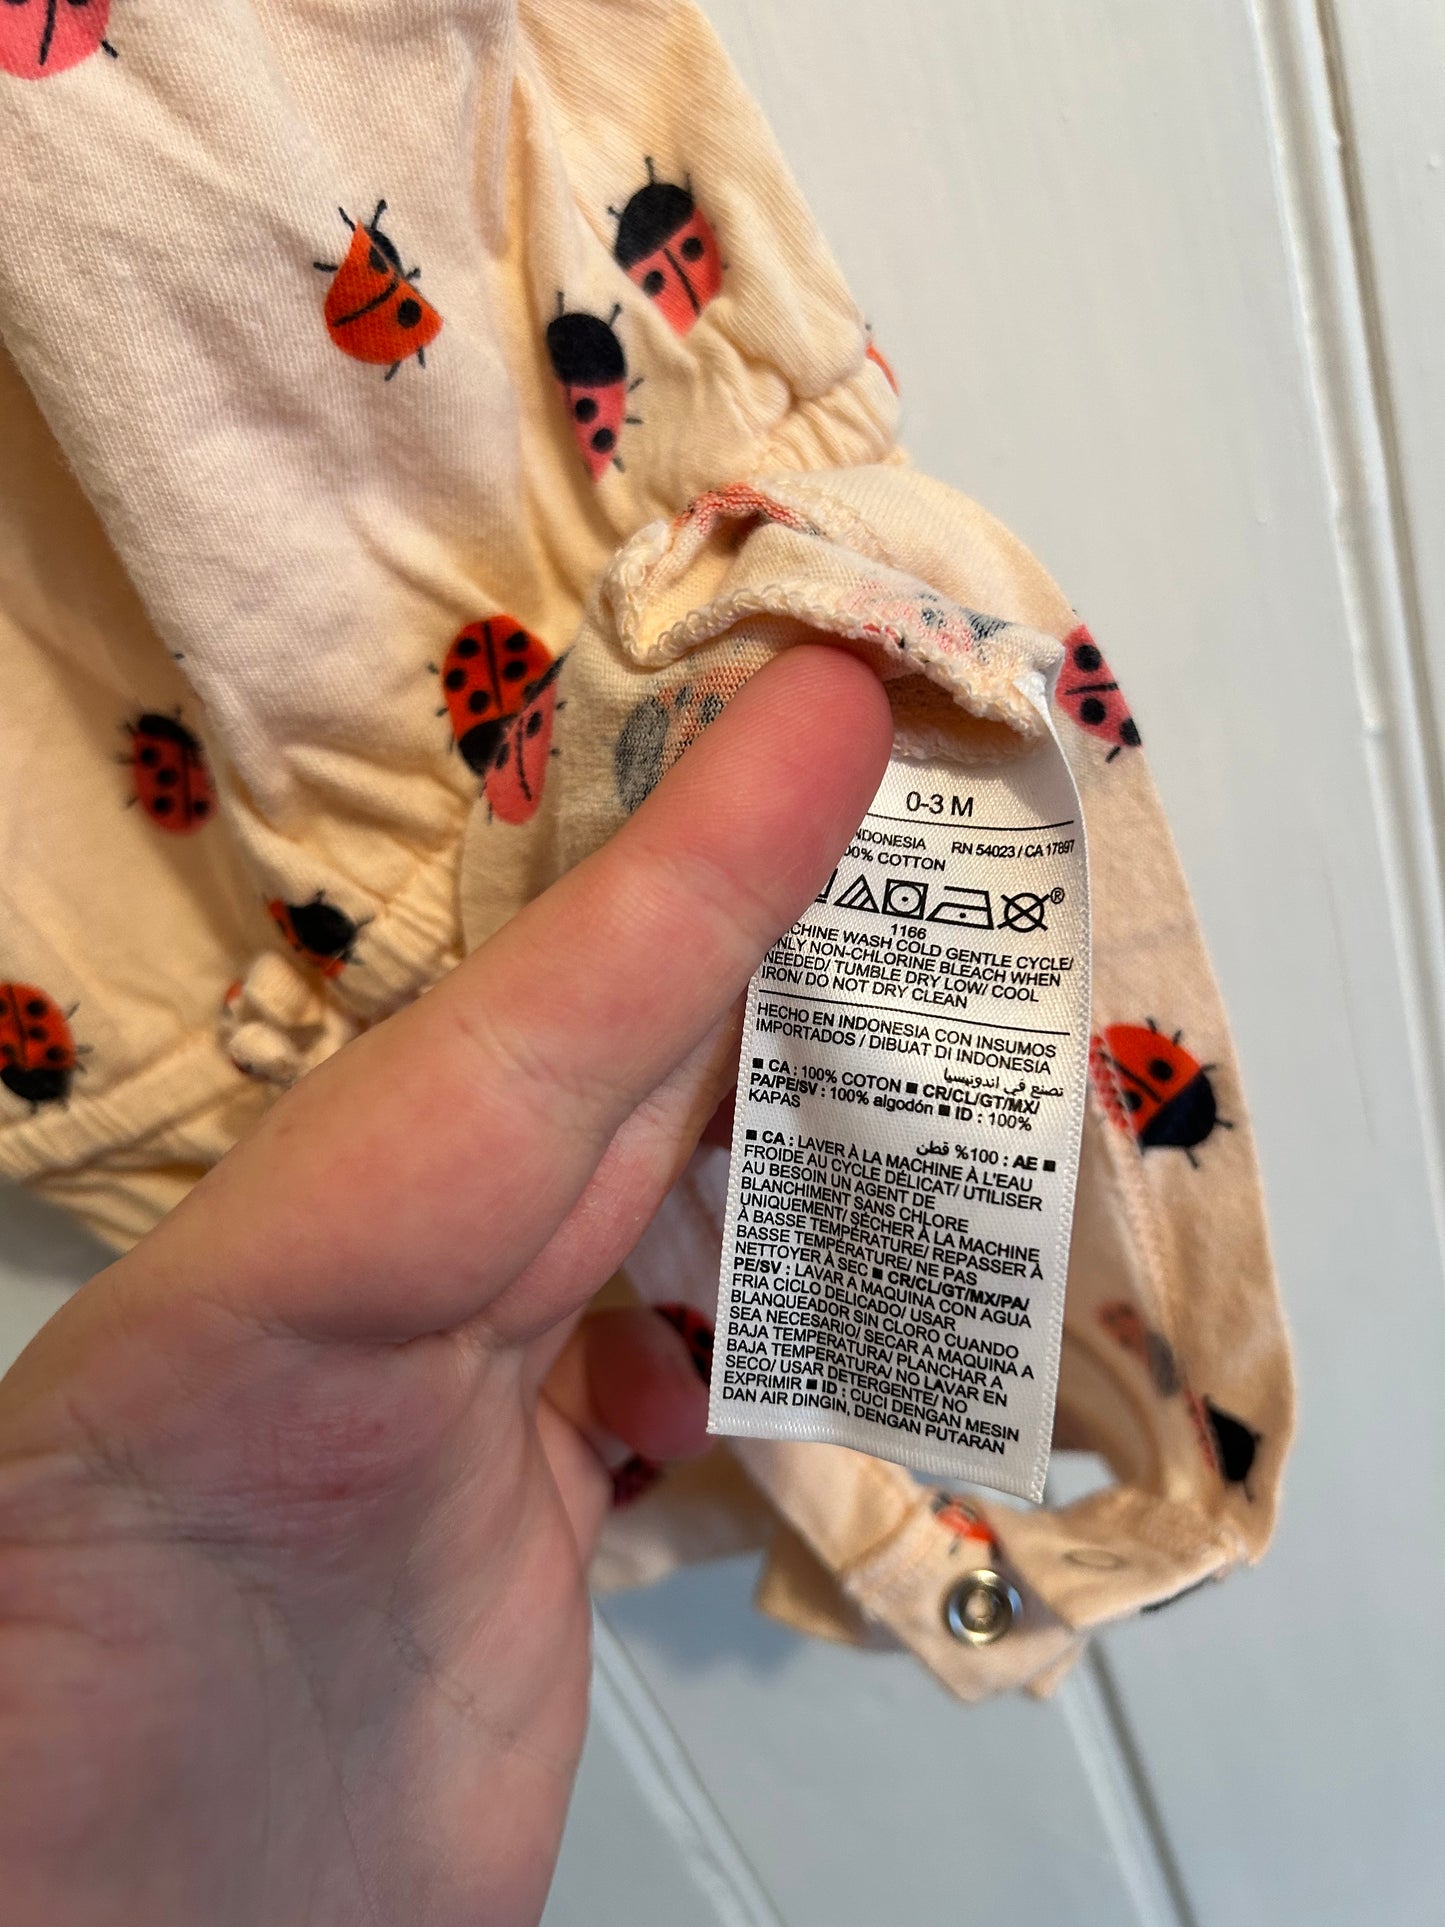 0-3 M
INDONESIA RN 54023 / CA 17897
100% COTTON
®
1166
MACHINE WASH COLD GENTLE CYCLE/
ONLY NON-CHLORINE BLEACH WHEN
NEEDED/ TUMBLE DRY LOW/ COOL
IRON/ DO NOT DRY CLEAN
HECHO EN INDONESIA CON INSUMOS
IMPORTADOS / DIBUAT DI INDONESIA
تصنع في اندونيسيا
■ CA : 100% COTON ■ CR/CL/GT/MX/
PA/PE/SV : 100% algodón ■ ID : 100%
KAPAS
■ AE : 100% قطن
■ CA : LAVER À LA MACHINE À L'EAU
FROIDE AU CYCLE DÉLICAT/ UTILISER
AU BESOIN UN AGENT DE
BLANCHIMENT SANS CHLORE
UNIQUEMENT/ SÉCHER À LA MACHINE
À BASSE TEMPÉRATURE/ REPASSER À
BASSE TEMPÉRATURE/ NE PAS
NETTOYER À SEC ■ CR/CL/GT/MX/PA/
PE/SV : LAVAR A MAQUINA CON AGUA
FRIA CICLO DELICADO/ USAR
BLANQUEADOR SIN CLORO CUANDO
SEA NECESARIO/ SECAR A MAQUINA A
BAJA TEMPERATURA/ PLANCHAR A
BAJA TEMPERATURA/ NO LAVAR EN
SECO/ USAR DETERGENTE/ NO
EXPRIMIR ■ ID : CUCI DENGAN MESIN
DAN AIR DINGIN, DENGAN PUTARAN